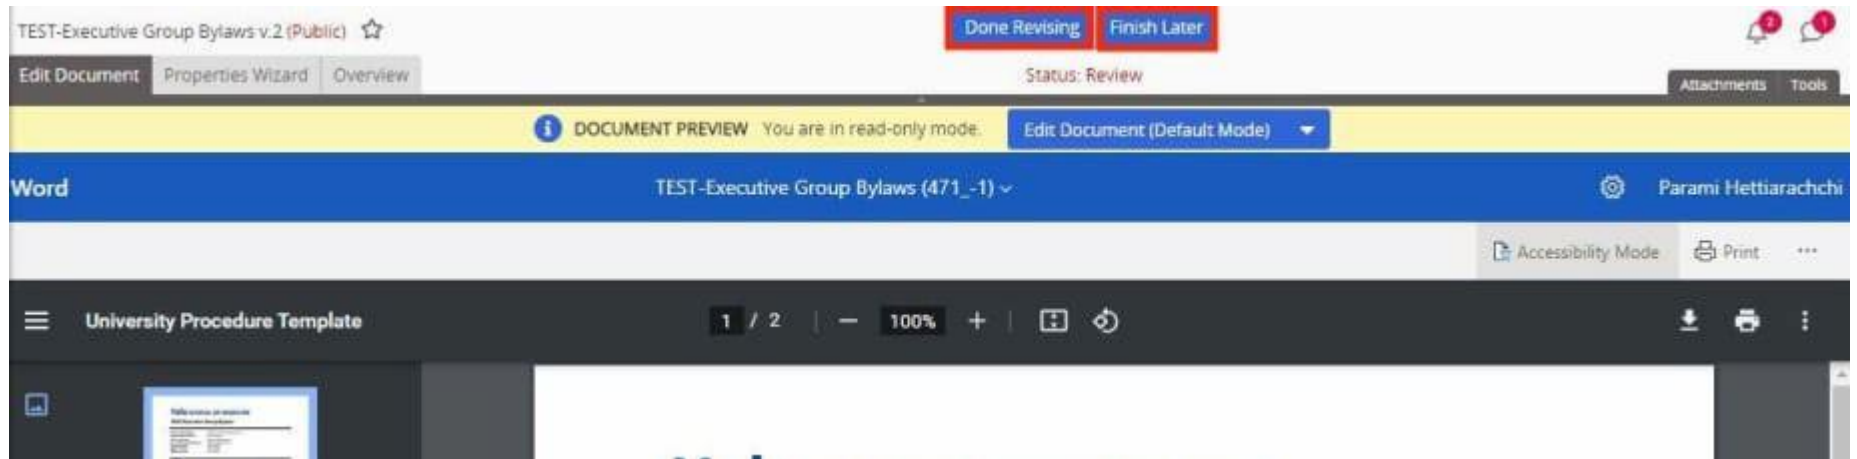 TEST-Executive Group Bylaws v.2 (Public) Done Revising Finish Later 2 1
Edit Document Properties Wizard Overview Status: Review Attachments Tools
DOCUMENT PREVIEW You are in read-only mode. Edit Document (Default Mode)
Word TEST-Executive Group Bylaws (471_-1) Parami Hettiarachchi
Accessibility Mode Print ...
University Procedure Template 1 / 2 100%